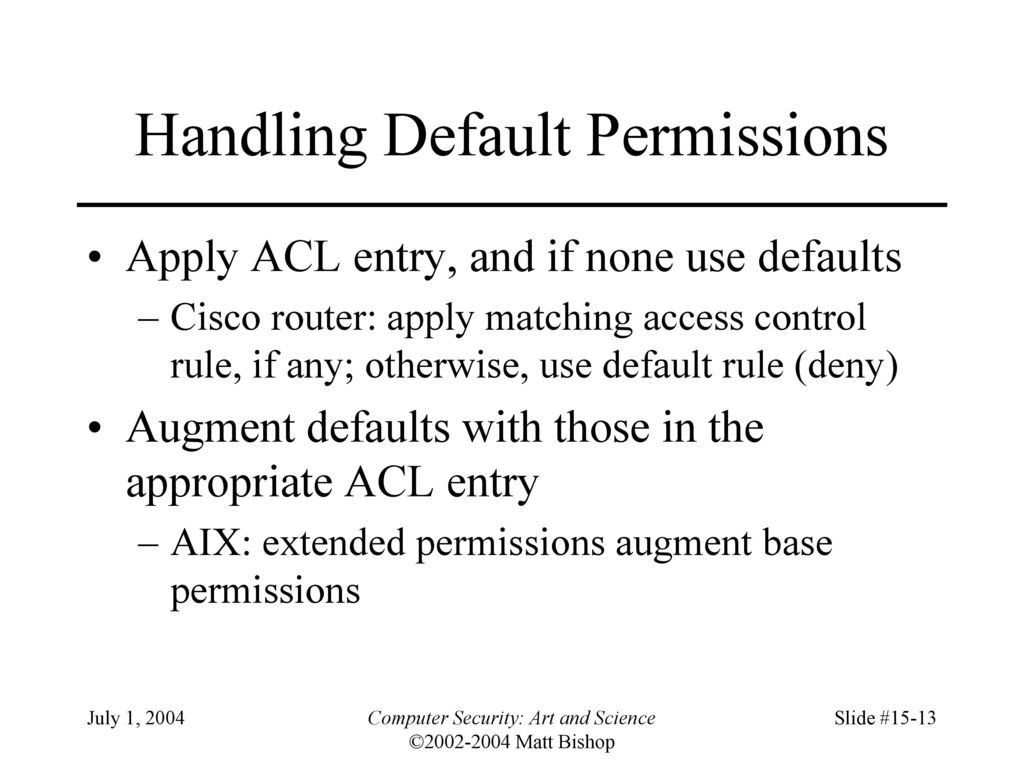 Handling Default Permissions
• Apply ACL entry, and if none use defaults
– Cisco router: apply matching access control
rule, if any; otherwise, use default rule (deny)
• Augment defaults with those in the
appropriate ACL entry
– AIX: extended permissions augment base
permissions
July 1, 2004
Computer Security: Art and Science
©2002-2004 Matt Bishop
Slide #15-13